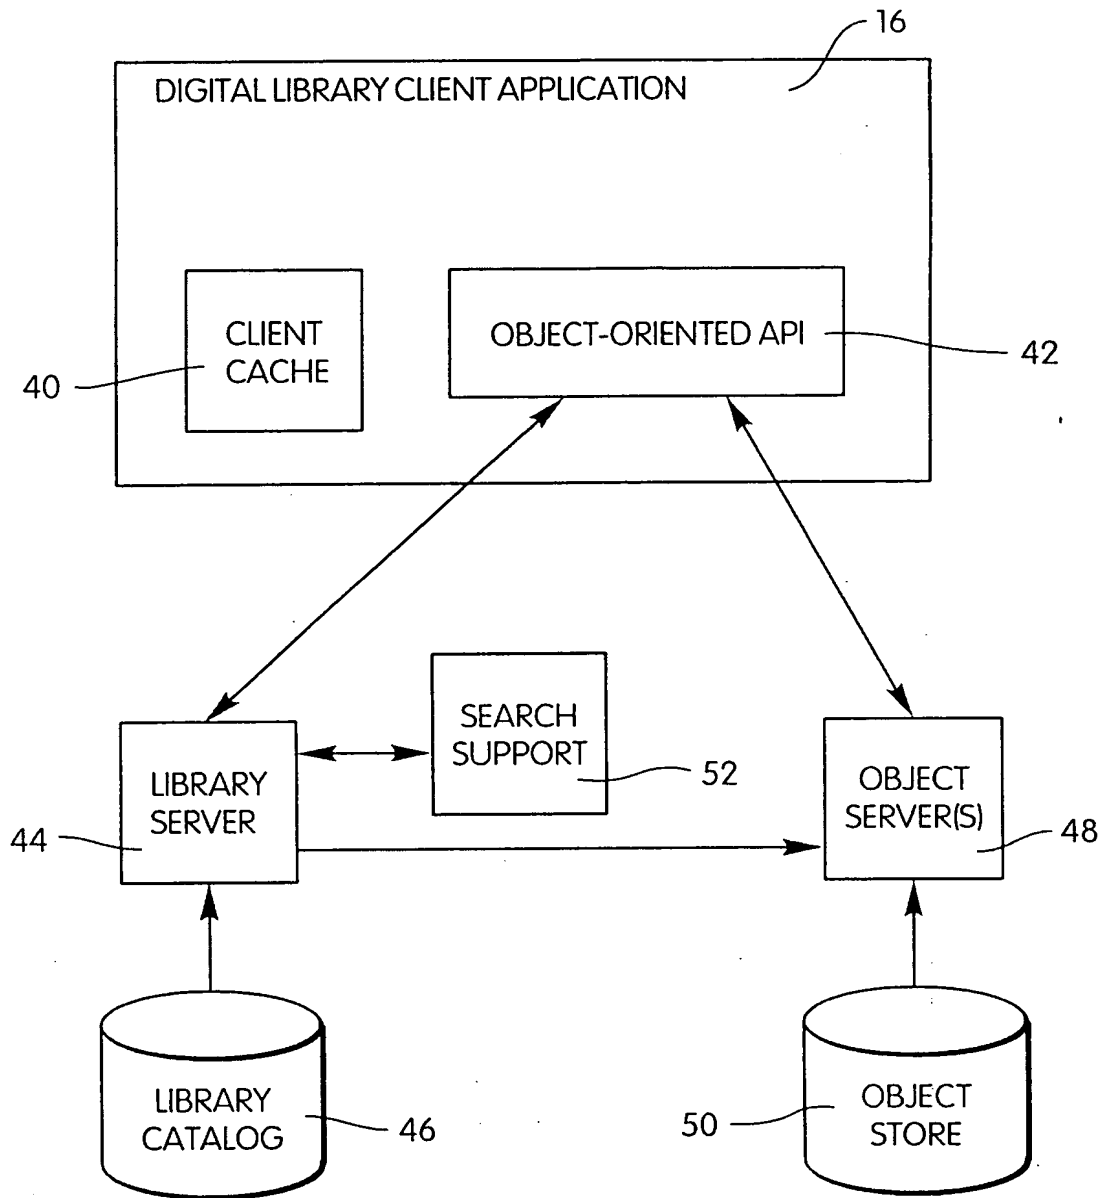 16
DIGITAL LIBRARY CLIENT APPLICATION
CLIENT
CACHE
40
OBJECT-ORIENTED API
42
SEARCH
SUPPORT
52
LIBRARY
SERVER
44
OBJECT
SERVER(S)
48
LIBRARY
CATALOG
46
OBJECT
STORE
50